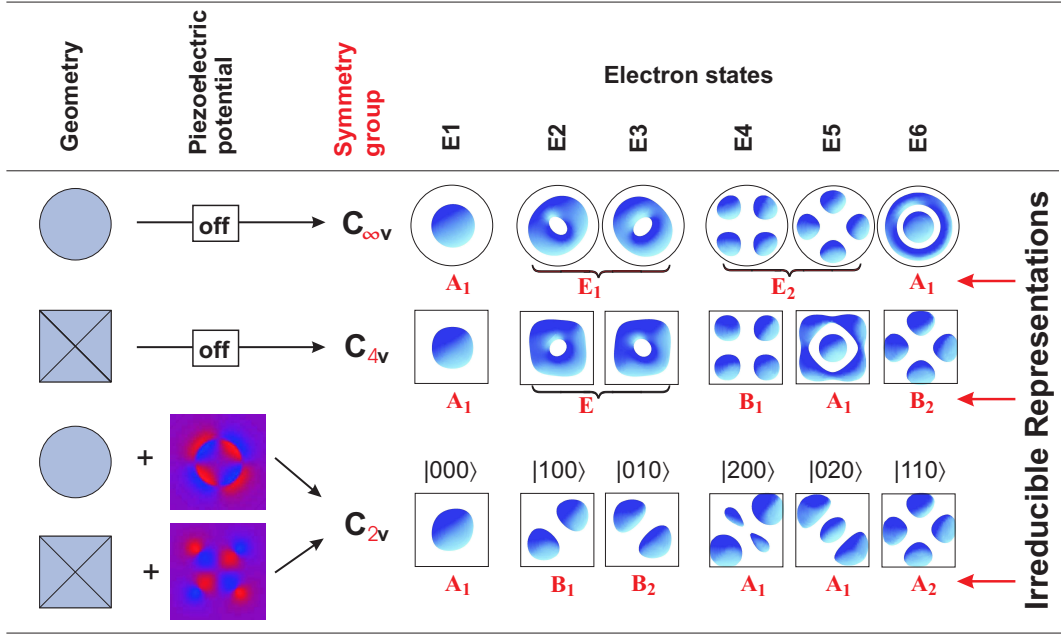 Geometry
Piezoelectric
potential
Symmetry
group
Electron states
E1 E2 E3 E4 E5 E6
off C∞v
A1 E1 E2 A1
off C4v
A1 E B1 A1 B2
+
|000⟩ |100⟩ |010⟩ |200⟩ |020⟩ |110⟩
C2v
+
A1 B1 B2 A1 A1 A2
Irreducible Representations